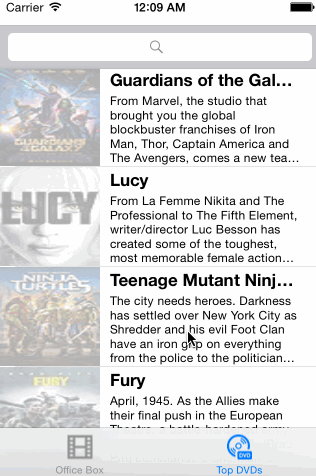 Carrier 12:09 AM
Guardians of the Gal...
From Marvel, the studio that
brought you the global
blockbuster franchises of Iron
Man, Thor, Captain America and
The Avengers, comes a new tea...
GUARDIANS
GALAXY
Lucy
From La Femme Nikita and The
Professional to The Fifth Element,
writer/director Luc Besson has
created some of the toughest,
most memorable female action...
LUCY
Teenage Mutant Ninj...
The city needs heroes. Darkness
has settled over New York City as
Shredder and his evil Foot Clan
have an iron grip on everything
from the police to the politician...
NINJA
TURTLES
Fury
April, 1945. As the Allies make
their final push in the European
FURY
DVD
Office Box Top DVDs